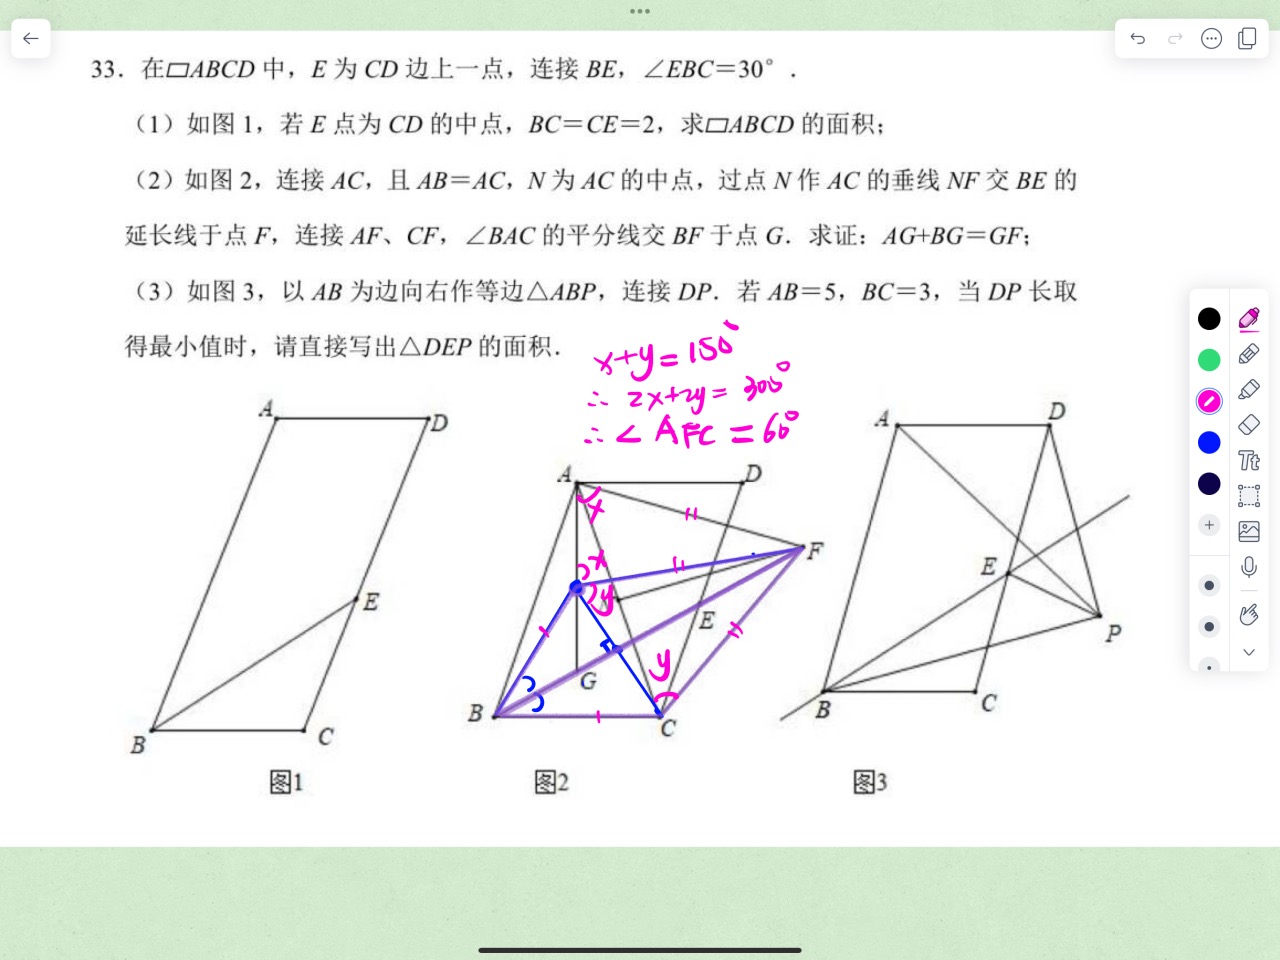 33．在▱ABCD 中，E 为 CD 边上一点，连接 BE，∠EBC＝30°．
（1）如图 1，若 E 点为 CD 的中点，BC＝CE＝2，求▱ABCD 的面积；
（2）如图 2，连接 AC，且 AB＝AC，N 为 AC 的中点，过点 N 作 AC 的垂线 NF 交 BE 的
延长线于点 F，连接 AF、CF，∠BAC 的平分线交 BF 于点 G．求证：AG+BG＝GF；
（3）如图 3，以 AB 为边向右作等边△ABP，连接 DP．若 AB＝5，BC＝3，当 DP 长取
得最小值时，请直接写出△DEP 的面积．
x+y=150°
∴ 2x+2y= 300°
∴ ∠ AFC = 60°
A
D
E
B
C
图1
A
D
x
F
x
y
E
y
G
B
C
图2
A
D
E
P
B
C
图3
Tt